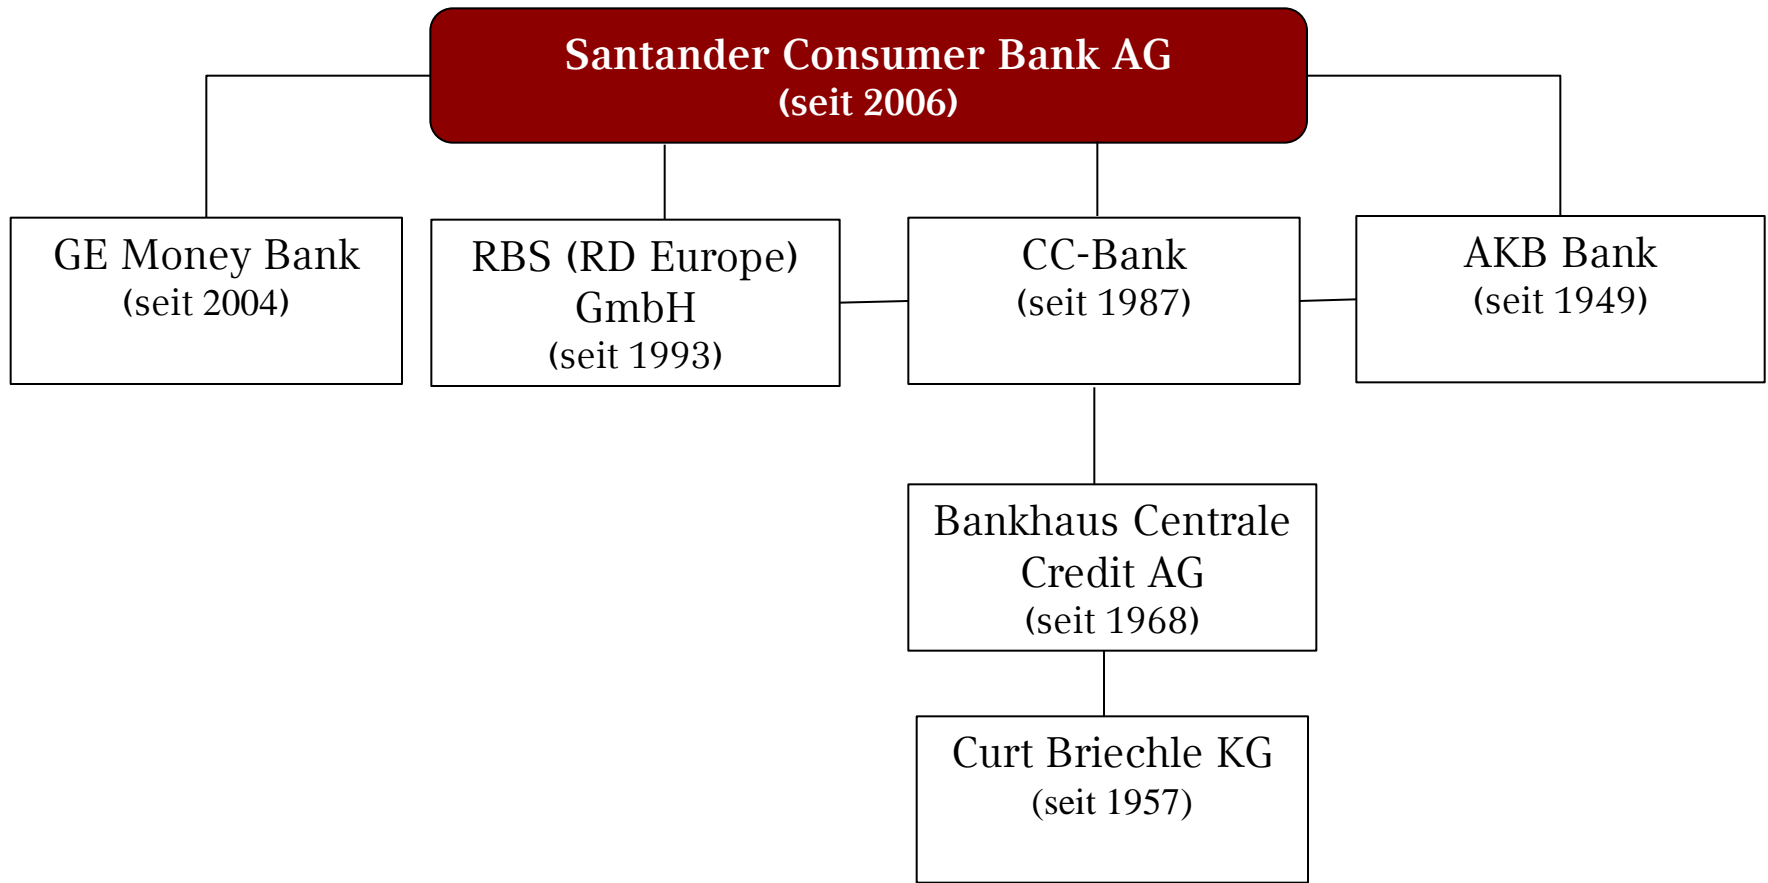 Santander Consumer Bank AG
(seit 2006)
GE Money Bank
(seit 2004)
RBS (RD Europe)
GmbH
(seit 1993)
CC-Bank
(seit 1987)
AKB Bank
(seit 1949)
Bankhaus Centrale
Credit AG
(seit 1968)
Curt Briechle KG
(seit 1957)